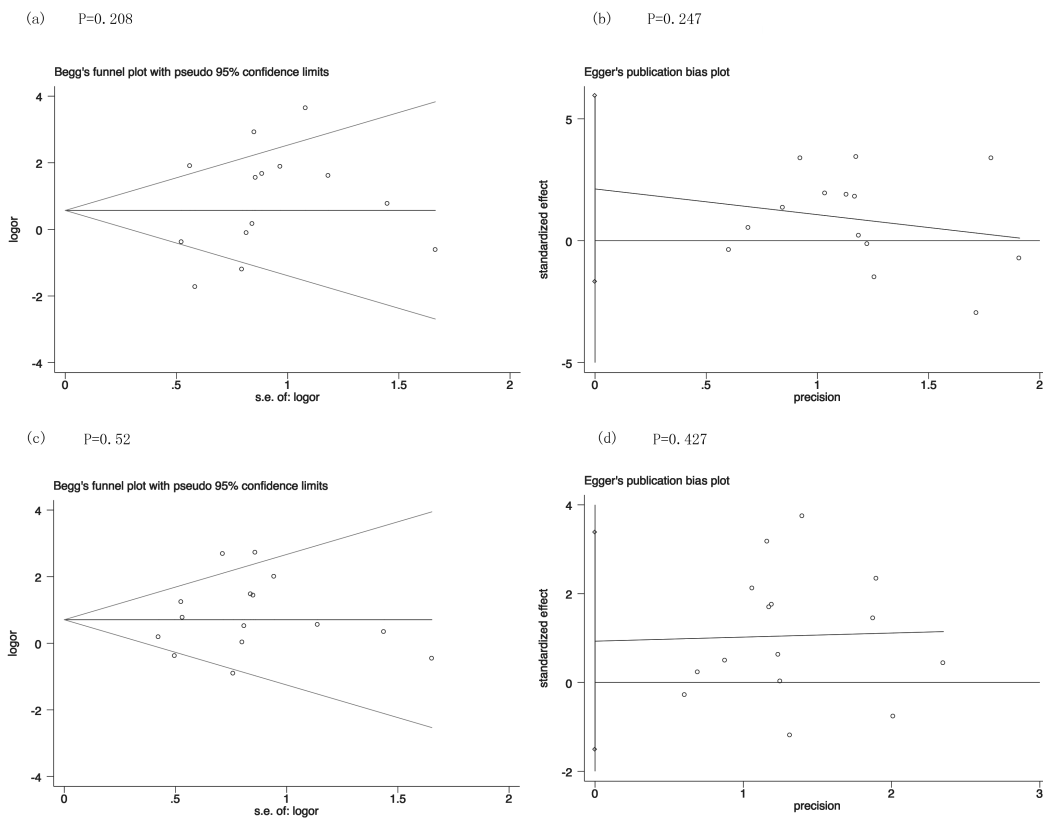 (a) P=0.208
Begg's funnel plot with pseudo 95% confidence limits
4
2
0
-2
-4
logor
0 .5 1 1.5 2
s.e. of: logor
(b) P=0.247
Egger's publication bias plot
5
0
-5
standardized effect
0 .5 1 1.5 2
precision
(c) P=0.52
Begg's funnel plot with pseudo 95% confidence limits
4
2
0
-2
-4
logor
0 .5 1 1.5 2
s.e. of: logor
(d) P=0.427
Egger's publication bias plot
4
2
0
-2
standardized effect
0 1 2 3
precision